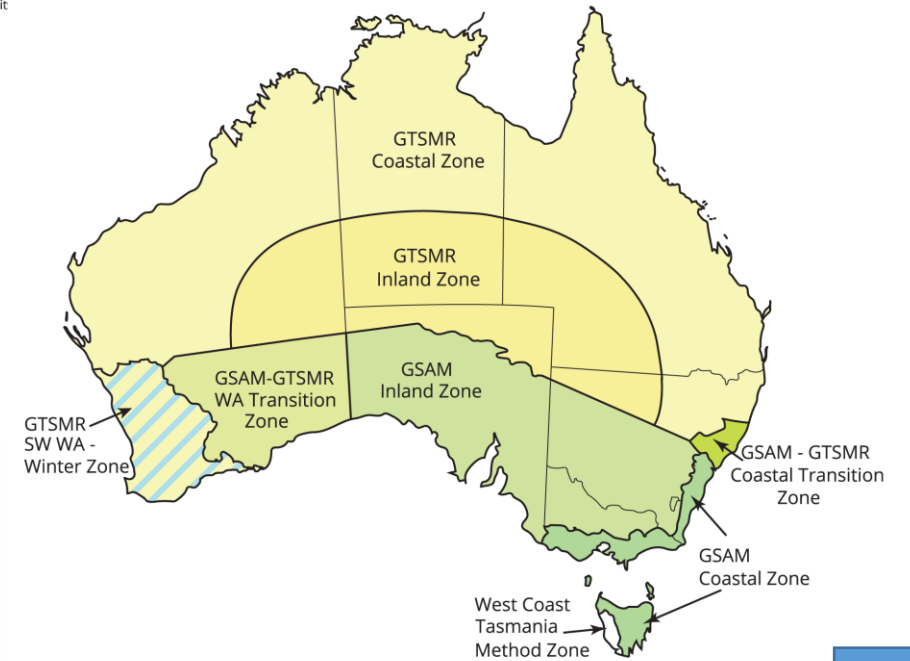 it
GTSMR
Coastal Zone
GTSMR
Inland Zone
GSAM-GTSMR
WA Transition
Zone
GSAM
Inland Zone
GTSMR
SW WA -
Winter Zone
GSAM - GTSMR
Coastal Transition
Zone
GSAM
Coastal Zone
West Coast
Tasmania
Method Zone